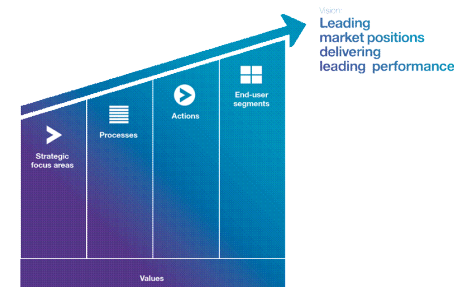 Vision:
Leading
market positions
delivering
leading performance
End-user
segments
Actions
Processes
Strategic
focus areas
Values